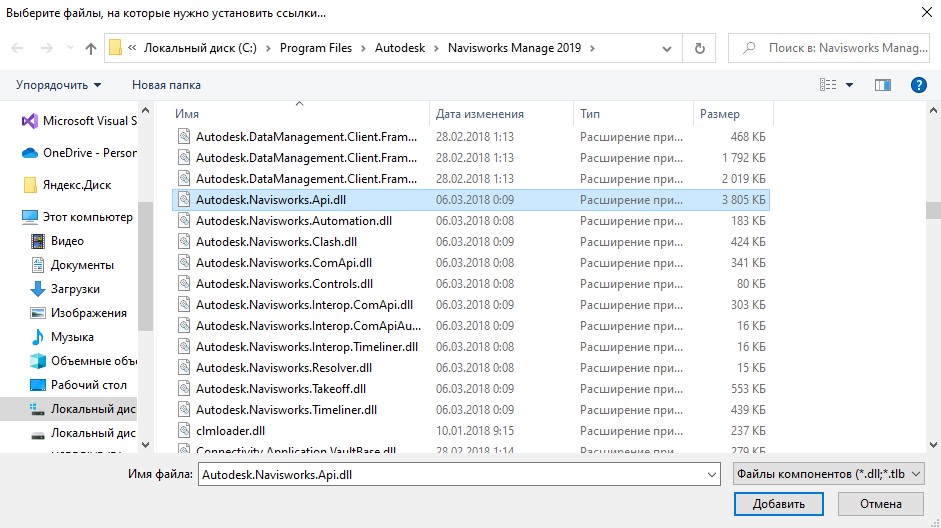 Выберите файлы, на которые нужно установить ссылки...
« Локальный диск (C:) > Program Files > Autodesk > Navisworks Manage 2019 >
Поиск в: Navisworks Manag...
Упорядочить
Новая папка
Имя Дата изменения Тип Размер
Microsoft Visual S
OneDrive - Person
Яндекс.Диск
Этот компьютер
Видео
Документы
Загрузки
Изображения
Музыка
Объемные объ
Рабочий стол
Локальный дис
Локальный дис
Autodesk.DataManagement.Client.Fram... 28.02.2018 1:13 Расширение при... 468 КБ
Autodesk.DataManagement.Client.Fram... 28.02.2018 1:13 Расширение при... 1 792 КБ
Autodesk.DataManagement.Client.Fram... 28.02.2018 1:13 Расширение при... 2 019 КБ
Autodesk.Navisworks.Api.dll 06.03.2018 0:09 Расширение при... 3 805 КБ
Autodesk.Navisworks.Automation.dll 06.03.2018 0:08 Расширение при... 183 КБ
Autodesk.Navisworks.Clash.dll 06.03.2018 0:09 Расширение при... 424 КБ
Autodesk.Navisworks.ComApi.dll 06.03.2018 0:09 Расширение при... 341 КБ
Autodesk.Navisworks.Controls.dll 06.03.2018 0:08 Расширение при... 80 КБ
Autodesk.Navisworks.Interop.ComApi.dll 06.03.2018 0:09 Расширение при... 303 КБ
Autodesk.Navisworks.Interop.ComApiAu... 06.03.2018 0:09 Расширение при... 16 КБ
Autodesk.Navisworks.Interop.Timeliner.dll 06.03.2018 0:08 Расширение при... 16 КБ
Autodesk.Navisworks.Resolver.dll 06.03.2018 0:08 Расширение при... 15 КБ
Autodesk.Navisworks.Takeoff.dll 06.03.2018 0:09 Расширение при... 553 КБ
Autodesk.Navisworks.Timeliner.dll 06.03.2018 0:09 Расширение при... 439 КБ
clmloader.dll 10.01.2018 9:15 Расширение при... 237 КБ
Connectivity.Application.VaultBase.dll 28.02.2018 1:14
Имя файла: Autodesk.Navisworks.Api.dll
Файлы компонентов (*.dll;*.tlb
Добавить
Отмена